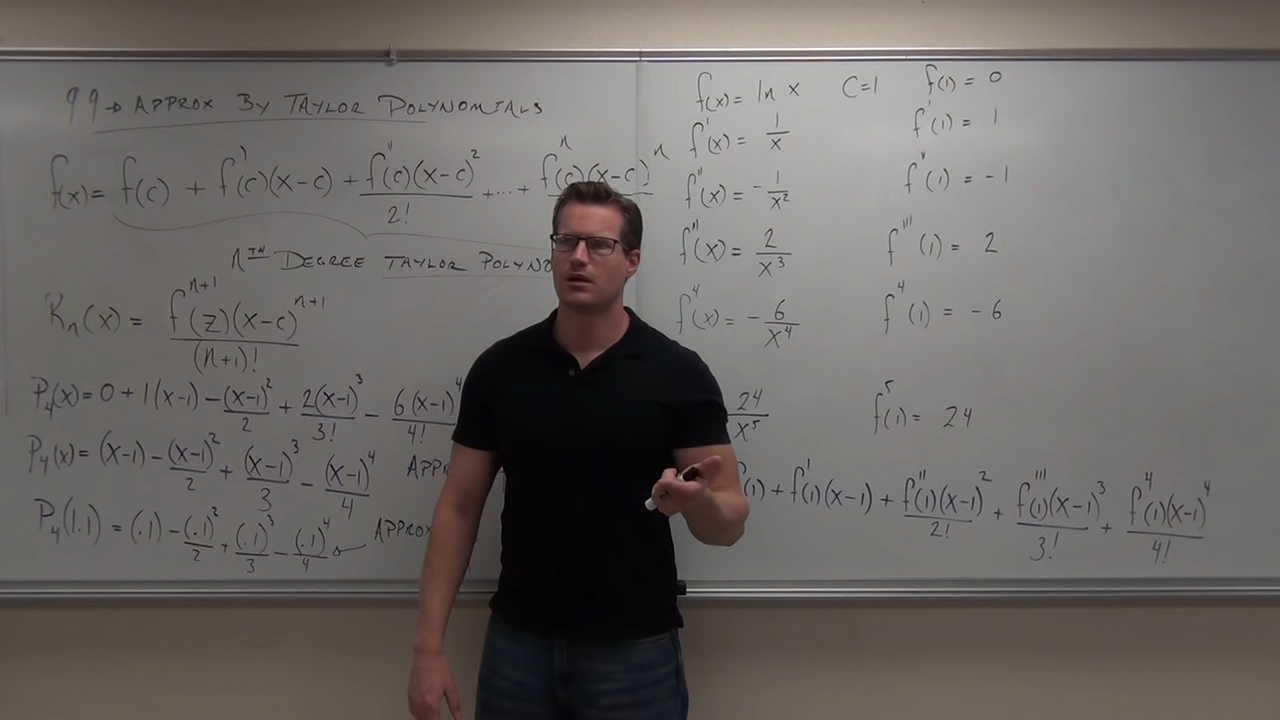 99 → APPROX BY TAYLOR POLYNOMIALS
f(x) = f(c) + f'(c)(x-c) + f''(c)(x-c)²/2! + ... + fⁿ(c)(x-c)ⁿ
nTH DEGREE TAYLOR POLYNO
Rn(x) = fⁿ⁺¹(z)(x-c)ⁿ⁺¹/(n+1)!
P₄(x) = 0 + 1(x-1) - (x-1)²/2 + 2(x-1)³/3! - 6(x-1)⁴/4!
P₄(x) = (x-1) - (x-1)²/2 + (x-1)³/3 - (x-1)⁴/4 APPR
P₄(1.1) = (.1) - (.1)²/2 + (.1)³/3 - (.1)⁴/4 APPROX
f(x) = ln x C=1 f(1) = 0
f'(x) = 1/x f'(1) = 1
f''(x) = -1/x² f''(1) = -1
f'''(x) = 2/x³ f'''(1) = 2
f⁴(x) = -6/x⁴ f⁴(1) = -6
24/x⁵ f⁵(1) = 24
f(1) + f'(1)(x-1) + f''(1)(x-1)²/2! + f'''(1)(x-1)³/3! + f⁴(1)(x-1)⁴/4!